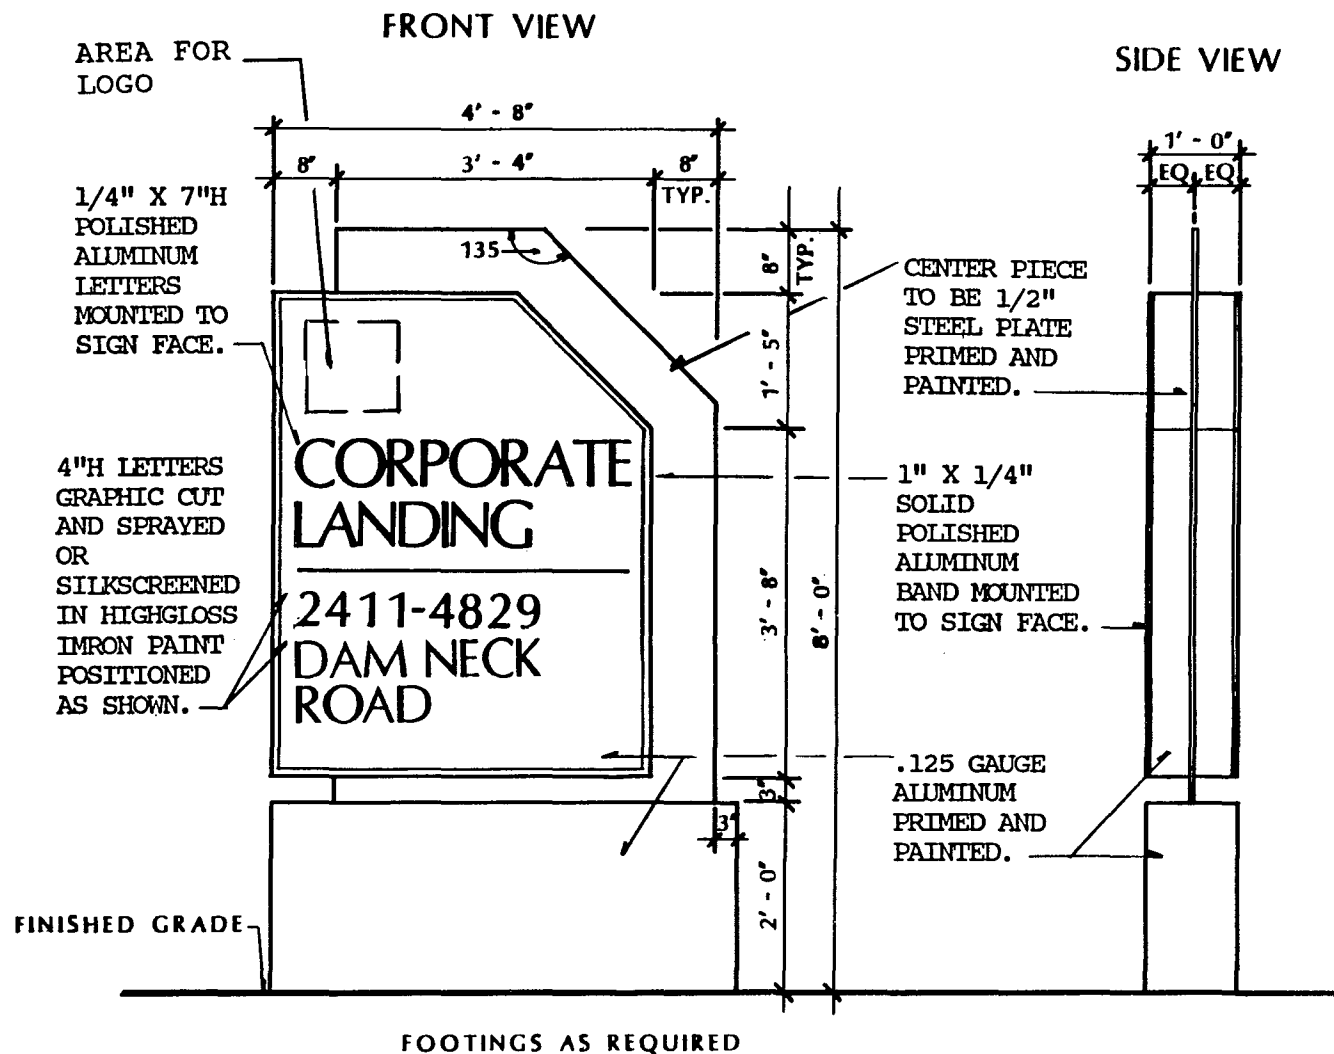 FRONT VIEW
SIDE VIEW
AREA FOR
LOGO
4' - 8"
8"
3' - 4"
8"
TYP.
1' - 0"
EQ EQ
1/4" X 7"H
POLISHED
ALUMINUM
LETTERS
MOUNTED TO
SIGN FACE.
135
8"
TYP.
1' - 5"
3' - 8"
8' - 0"
3"
3"
2' - 0"
CENTER PIECE
TO BE 1/2"
STEEL PLATE
PRIMED AND
PAINTED.
CORPORATE
LANDING
2411-4829
DAM NECK
ROAD
4"H LETTERS
GRAPHIC CUT
AND SPRAYED
OR
SILKSCREENED
IN HIGHGLOSS
IMRON PAINT
POSITIONED
AS SHOWN.
1" X 1/4"
SOLID
POLISHED
ALUMINUM
BAND MOUNTED
TO SIGN FACE.
.125 GAUGE
ALUMINUM
PRIMED AND
PAINTED.
FINISHED GRADE
FOOTINGS AS REQUIRED